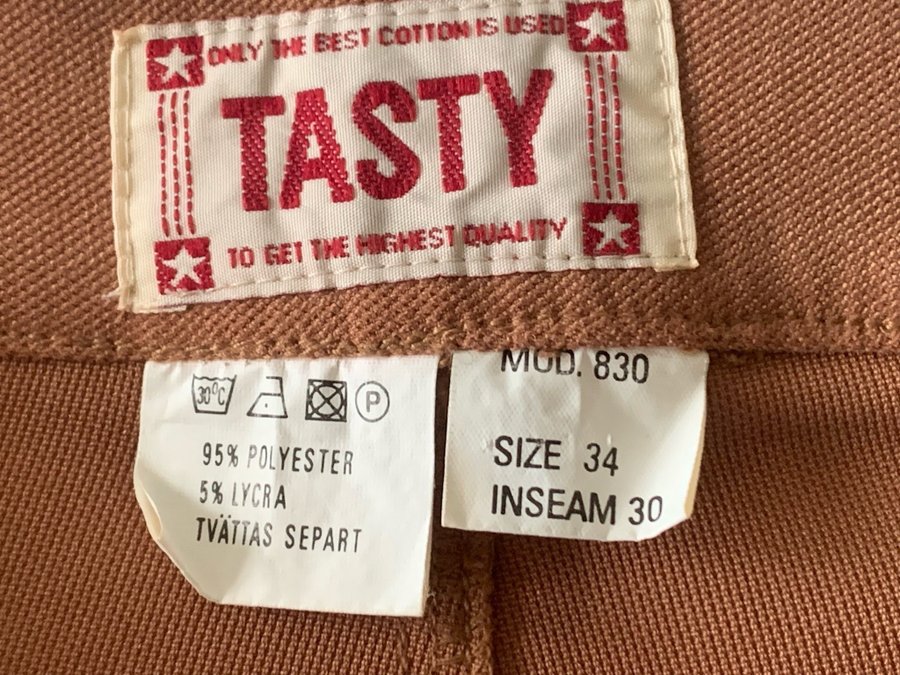 ONLY THE BEST COTTON IS USED
TASTY
TO GET THE HIGHEST QUALITY
30°C
P
95% POLYESTER
5% LYCRA
TVÄTTAS SEPART
MOD. 830
SIZE 34
INSEAM 30